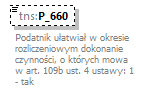 tns:P_660
Podatnik ułatwiał w okresie
rozliczeniowym dokonanie
czynności, o których mowa
w art. 109b ust. 4 ustawy: 1
- tak